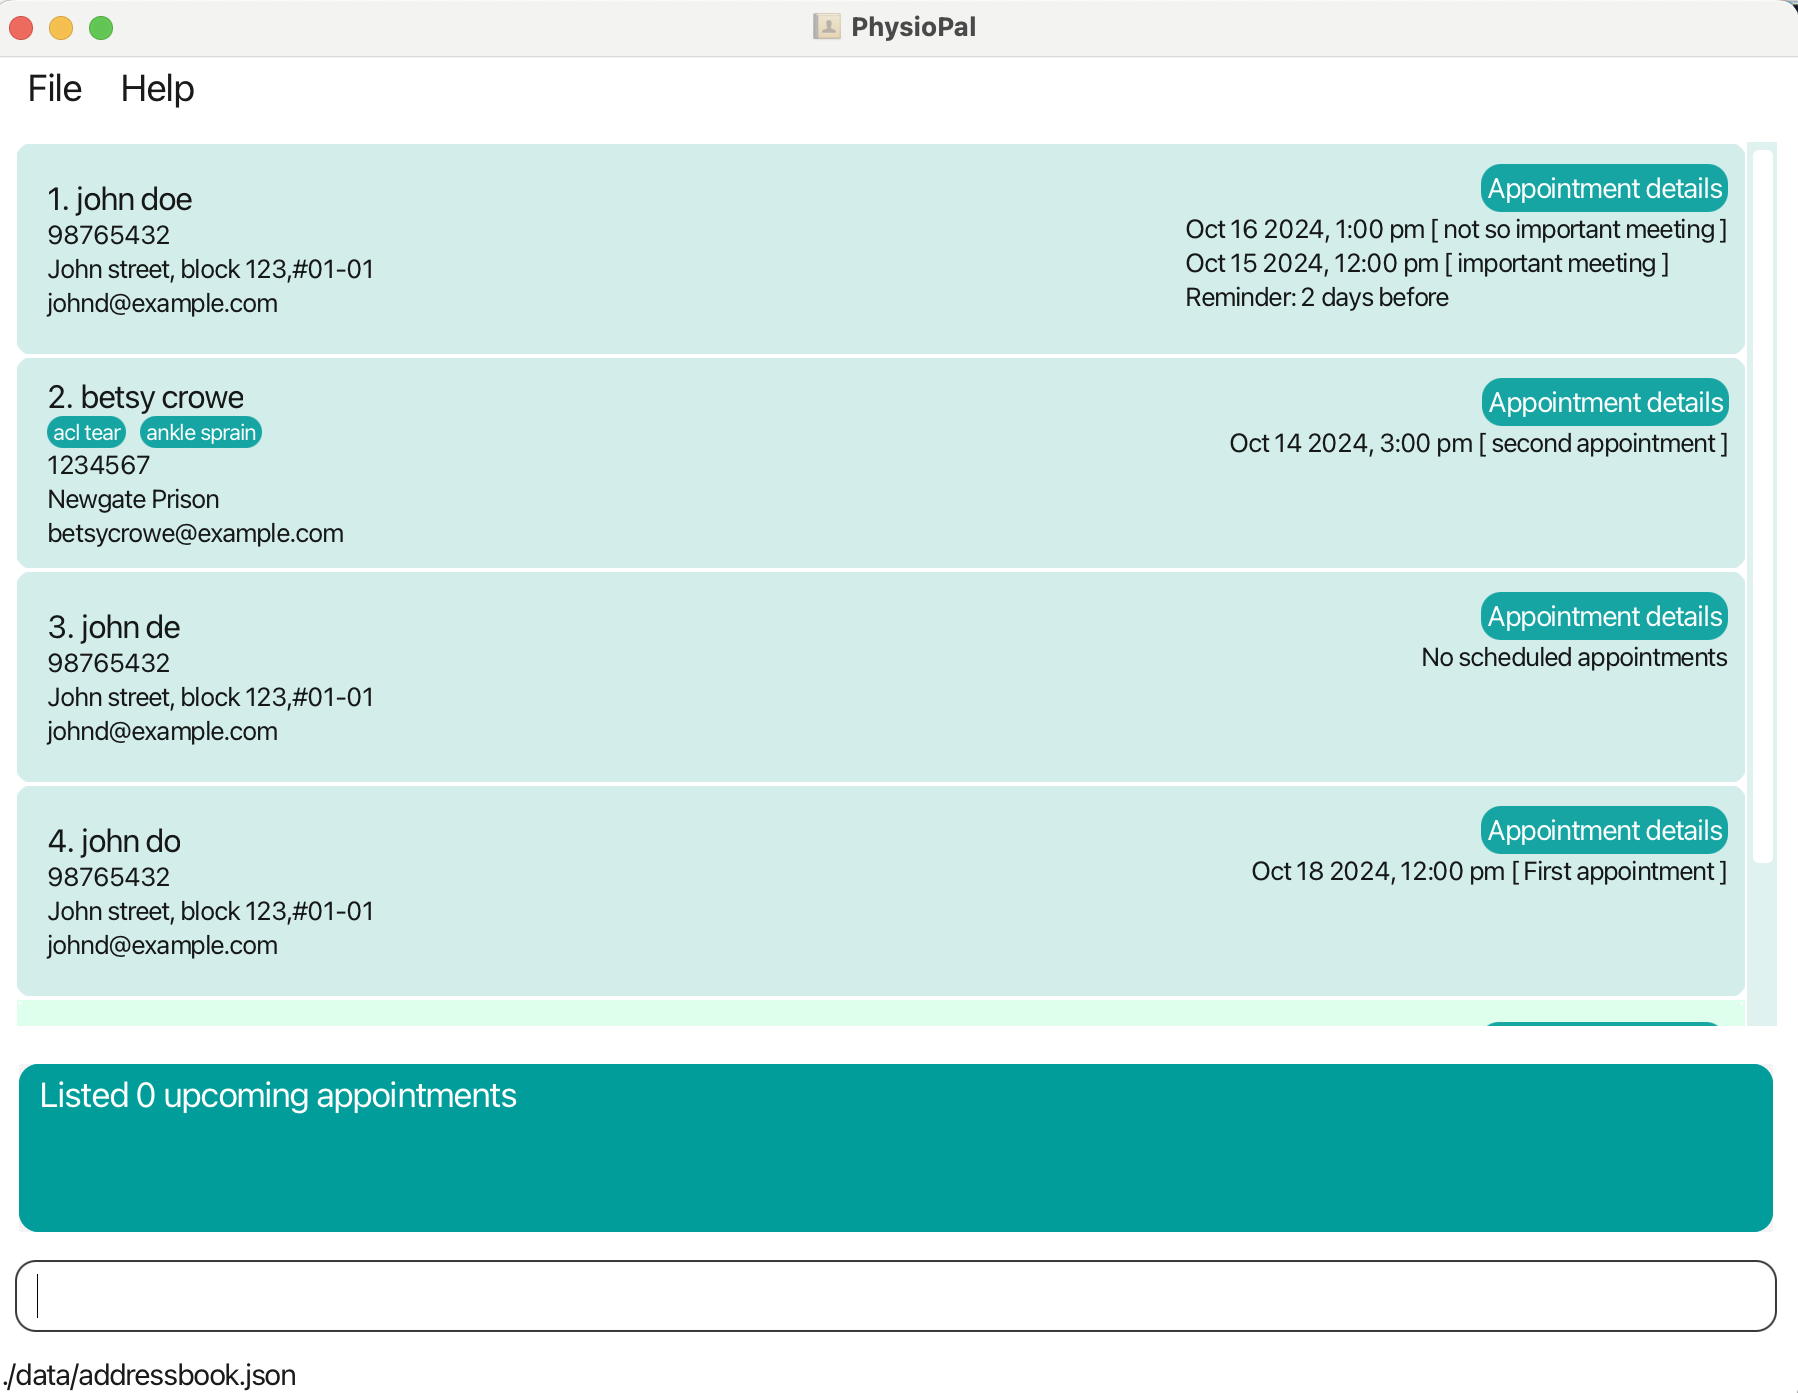 PhysioPal
File Help
1. john doe
98765432
John street, block 123,#01-01
johnd@example.com
Appointment details
Oct 16 2024, 1:00 pm [ not so important meeting ]
Oct 15 2024, 12:00 pm [ important meeting ]
Reminder: 2 days before
2. betsy crowe
acl tear ankle sprain
1234567
Newgate Prison
betsycrowe@example.com
Appointment details
Oct 14 2024, 3:00 pm [ second appointment ]
3. john de
98765432
John street, block 123,#01-01
johnd@example.com
Appointment details
No scheduled appointments
4. john do
98765432
John street, block 123,#01-01
johnd@example.com
Appointment details
Oct 18 2024, 12:00 pm [ First appointment ]
Listed 0 upcoming appointments
./data/addressbook.json